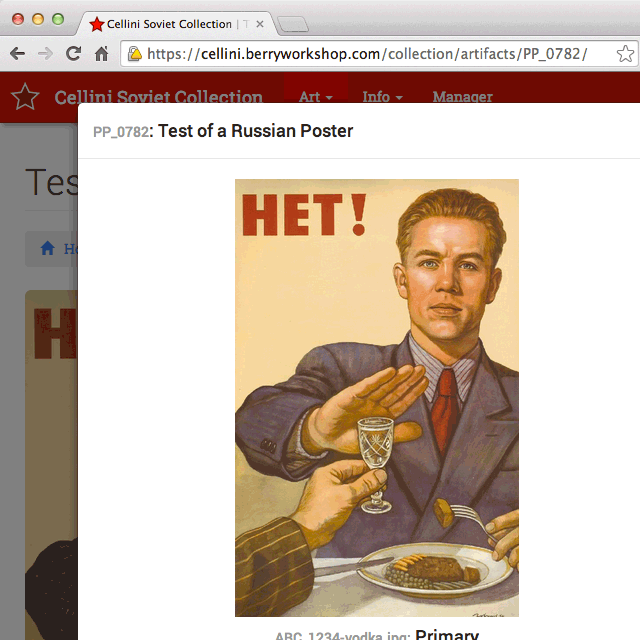 Cellini Soviet Collection | T
https://cellini.berryworkshop.com/collection/artifacts/PP_0782/
Cellini Soviet Collection Art Info Manager
PP_0782: Test of a Russian Poster
Tes
НЕТ!
ABC_1234-vodka.jpg: Primary